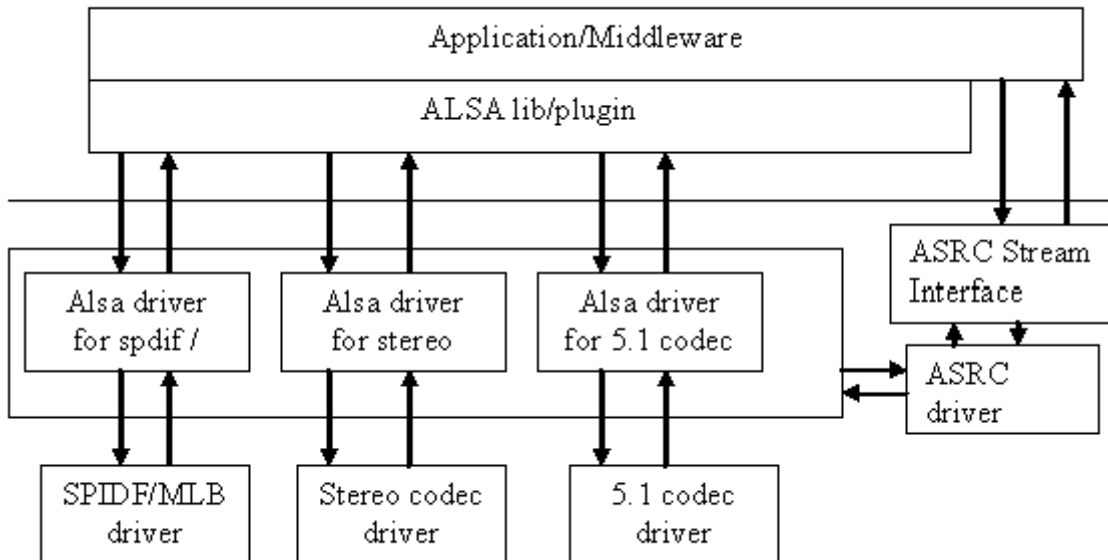 Application/Middleware
ALSA lib/plugin
ASRC Stream
Interface
Alsa driver
for spdif /
Alsa driver
for stereo
Alsa driver
for 5.1 codec
ASRC
driver
SPIDF/MLB
driver
Stereo codec
driver
5.1 codec
driver